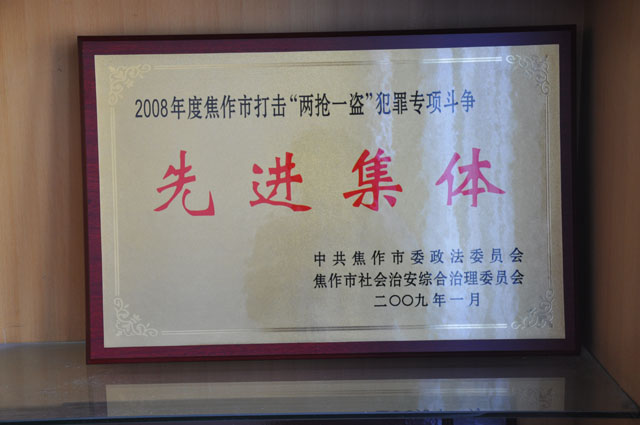 2008年度焦作市打击“两抢一盗”犯罪专项斗争
先进集体
中共焦作市委政法委员会
焦作市社会治安综合治理委员会
二〇〇九年一月